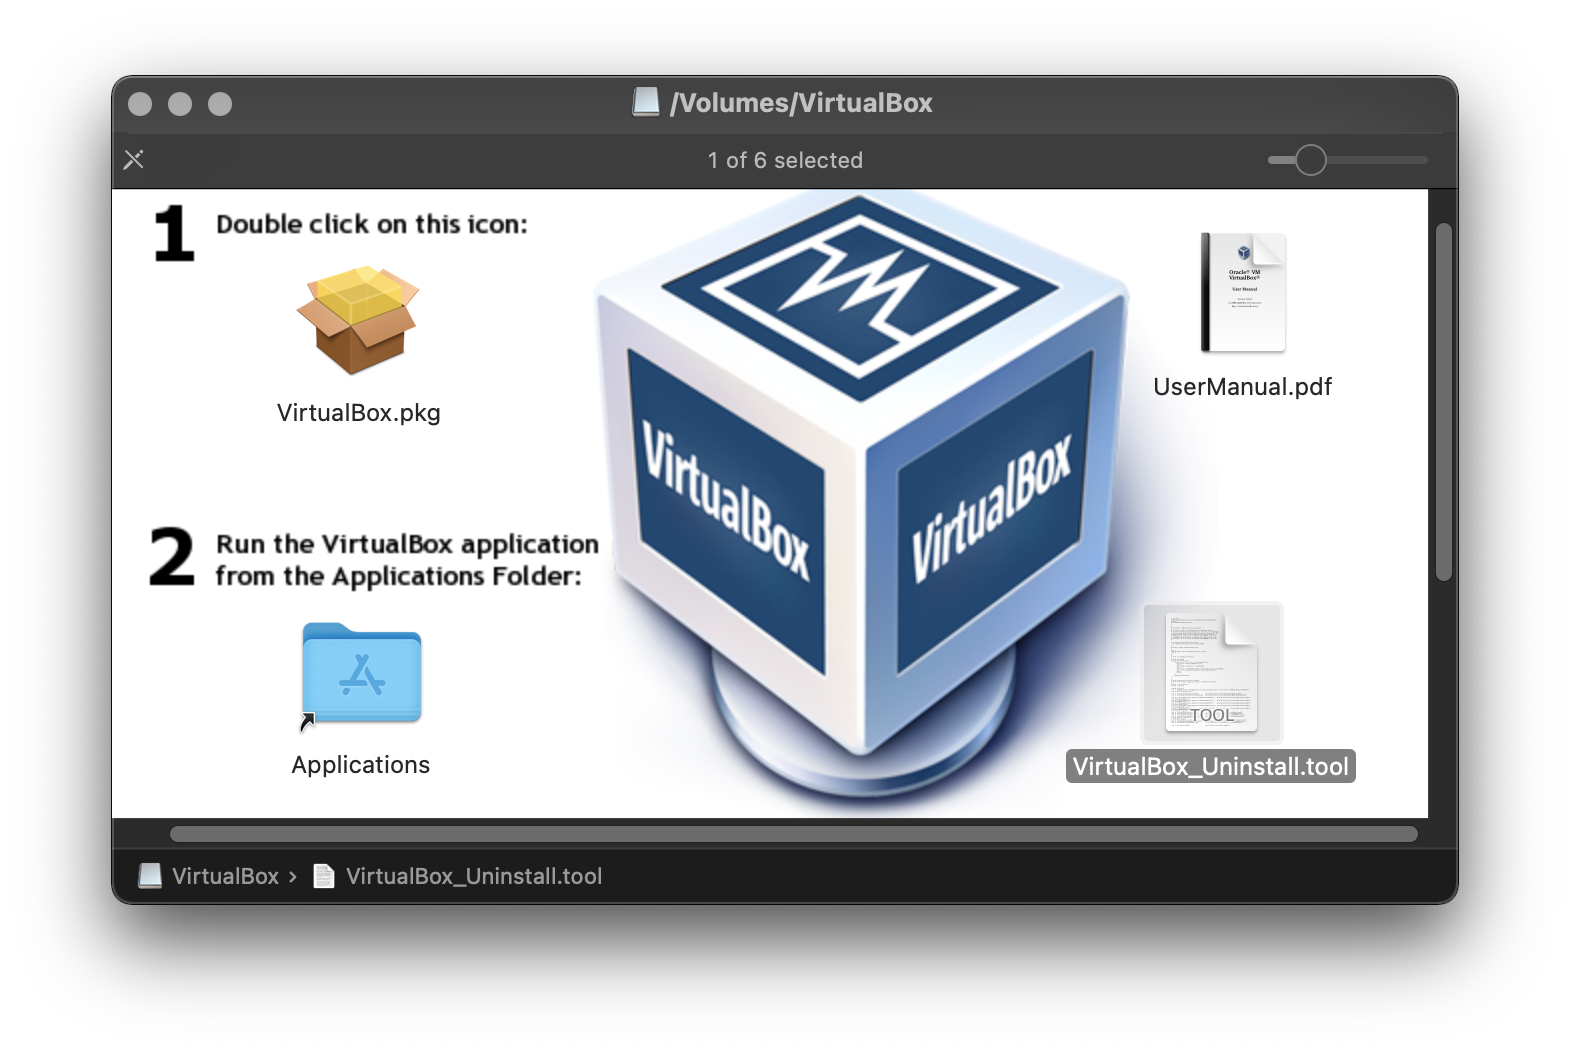 /Volumes/VirtualBox
1 of 6 selected
1 Double click on this icon:
VirtualBox.pkg
2 Run the VirtualBox application
from the Applications Folder:
Applications
VirtualBox
VirtualBox
Oracle® VM
VirtualBox®
User Manual
UserManual.pdf
TOOL
VirtualBox_Uninstall.tool
VirtualBox › VirtualBox_Uninstall.tool